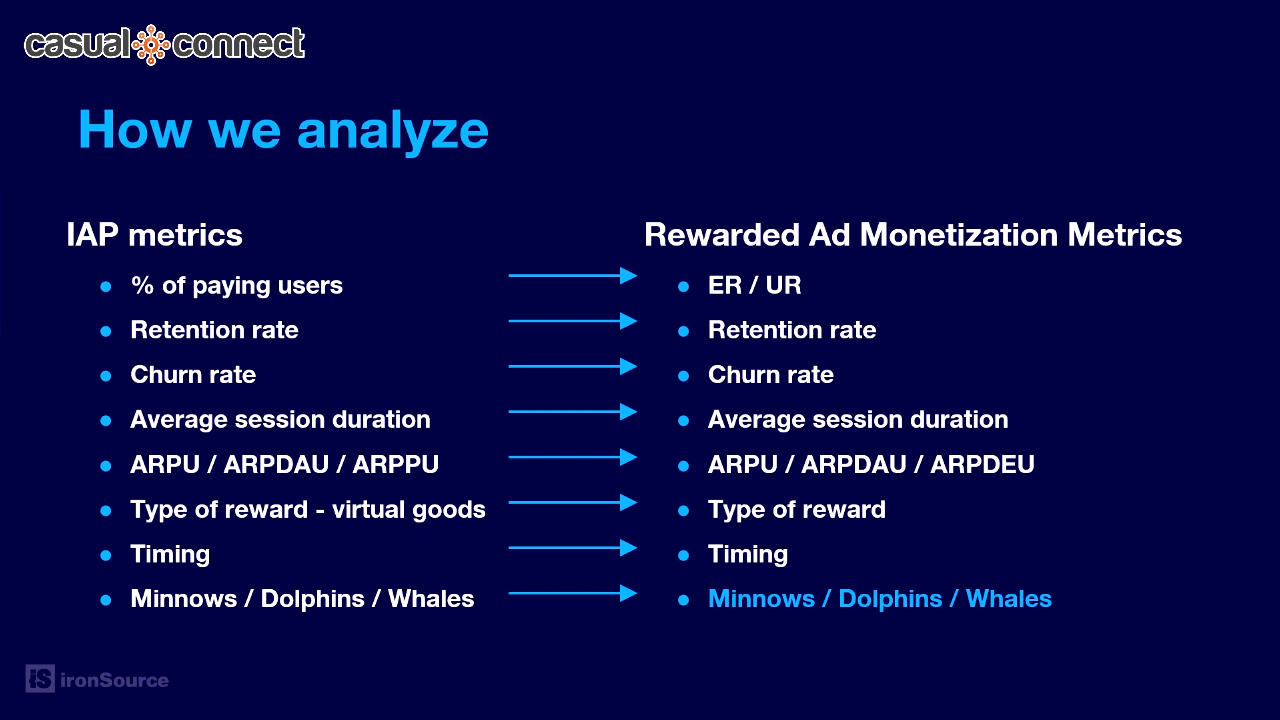 casual connect
How we analyze
IAP metrics
% of paying users
Retention rate
Churn rate
Average session duration
ARPU / ARPDAU / ARPPU
Type of reward - virtual goods
Timing
Minnows / Dolphins / Whales
Rewarded Ad Monetization Metrics
ER / UR
Retention rate
Churn rate
Average session duration
ARPU / ARPDAU / ARPDEU
Type of reward
Timing
Minnows / Dolphins / Whales
iS ironSource